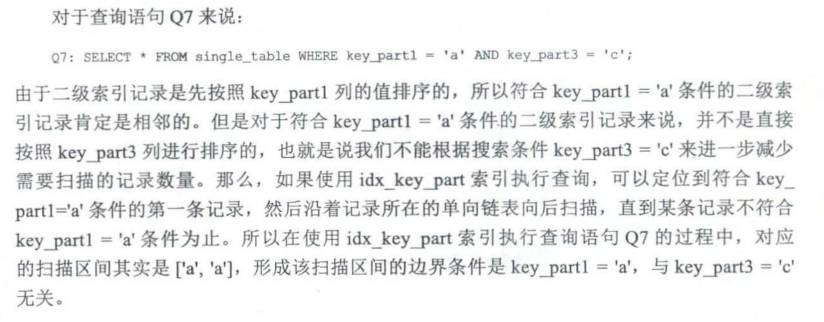 对于查询语句 Q7 来说：
Q7: SELECT * FROM single_table WHERE key_part1 = 'a' AND key_part3 = 'c';
由于二级索引记录是先按照 key_part1 列的值排序的，所以符合 key_part1 = 'a' 条件的二级索
引记录肯定是相邻的。但是对于符合 key_part1 = 'a' 条件的二级索引记录来说，并不是直接
按照 key_part3 列进行排序的，也就是说我们不能根据搜索条件 key_part3 = 'c' 来进一步减少
需要扫描的记录数量。那么，如果使用 idx_key_part 索引执行查询，可以定位到符合 key_
part1='a' 条件的第一条记录，然后沿着记录所在的单向链表向后扫描，直到某条记录不符合
key_part1 = 'a' 条件为止。所以在使用 idx_key_part 索引执行查询语句 Q7 的过程中，对应
的扫描区间其实是 ['a', 'a']，形成该扫描区间的边界条件是 key_part1 = 'a'，与 key_part3 = 'c'
无关。